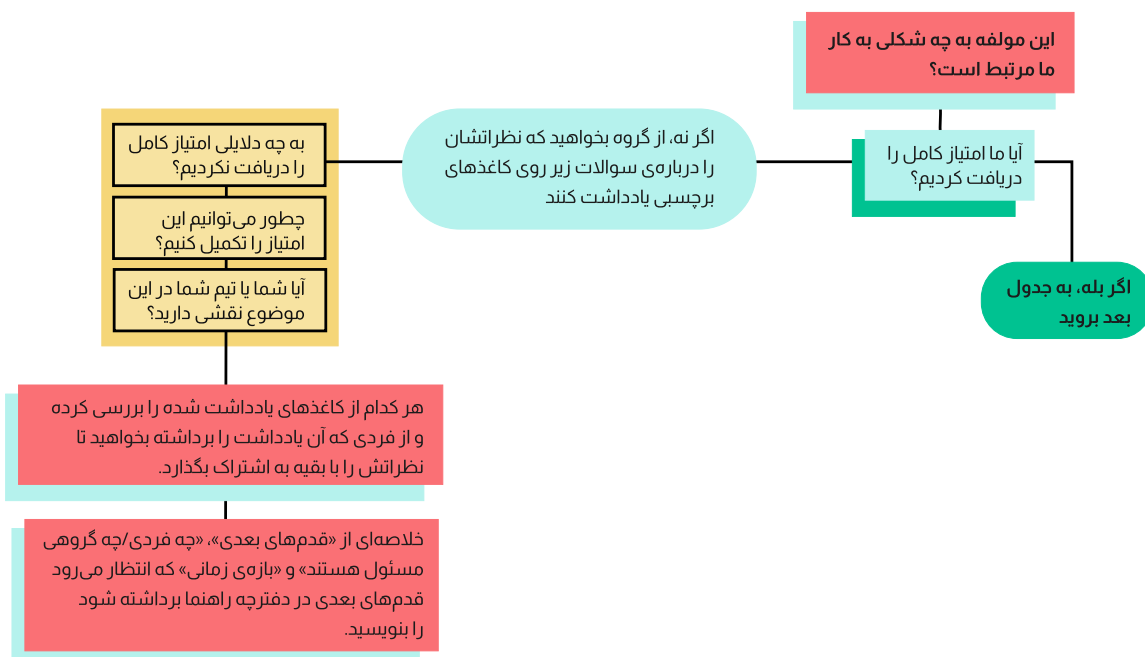 این مولفه به چه شکلی به کار
ما مرتبط است؟
آیا ما امتیاز کامل را
دریافت کردیم؟
اگر بله، به جدول
بعد بروید
اگر نه، از گروه بخواهید که نظراتشان
را درباره‌ی سوالات زیر روی کاغذهای
برچسبی یادداشت کنند
به چه دلایلی امتیاز کامل
را دریافت نکردیم؟
چطور می‌توانیم این
امتیاز را تکمیل کنیم؟
آیا شما یا تیم شما در این
موضوع نقشی دارید؟
هر کدام از کاغذهای یادداشت شده را بررسی کرده
و از فردی که آن یادداشت را برداشته بخواهید تا
نظراتش را با بقیه به اشتراک بگذارد.
خلاصه‌ای از «قدم‌های بعدی»، «چه فردی/چه گروهی
مسئول هستند» و «بازه‌ی زمانی» که انتظار می‌رود
قدم‌های بعدی در دفترچه راهنما برداشته شود
را بنویسید.